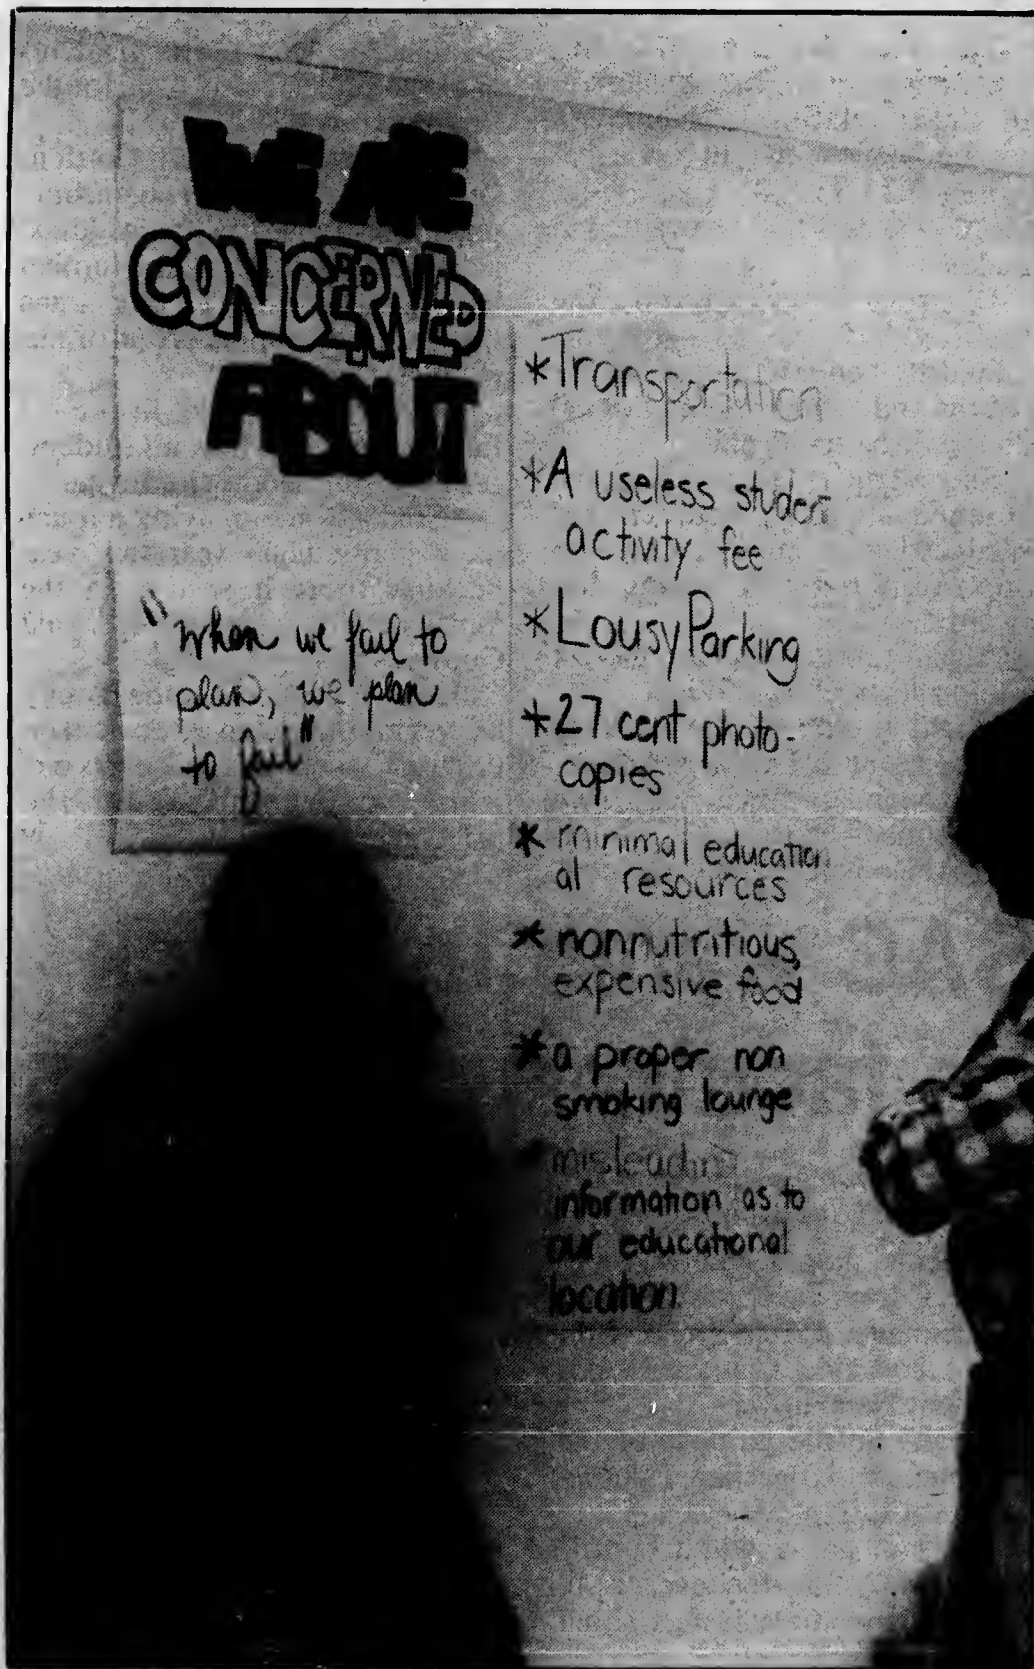 WE ARE
CONCERNED
ABOUT
"when we fail to
plan, we plan
to fail"
*Transportation
*A useless student
activity fee
*Lousy Parking
*27 cent photo-
copies
* minimal education
al resources
* nonnutritious,
expensive food
* a proper non
smoking lounge
* misleading
information as to
our educational
location